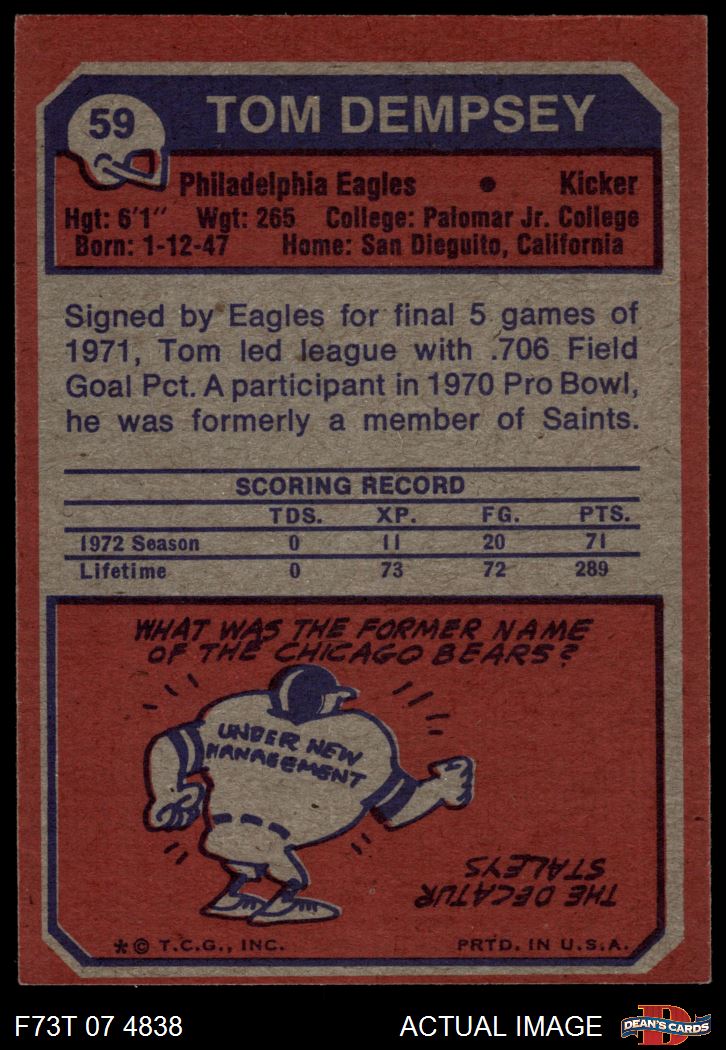 59
TOM DEMPSEY
Philadelphia Eagles • Kicker
Hgt: 6'1" Wgt: 265 College: Palomar Jr. College
Born: 1-12-47 Home: San Dieguito, California
Signed by Eagles for final 5 games of
1971, Tom led league with .706 Field
Goal Pct. A participant in 1970 Pro Bowl,
he was formerly a member of Saints.
SCORING RECORD
TDS. XP. FG. PTS.
1972 Season 0 11 20 71
Lifetime 0 73 72 289
WHAT WAS THE FORMER NAME
OF THE CHICAGO BEARS?
UNDER NEW
MANAGEMENT
THE DECATUR
STALEYS
*© T.C.G., INC. PRTD. IN U.S.A.
F73T 07 4838 ACTUAL IMAGE
D
DEAN'S CARDS